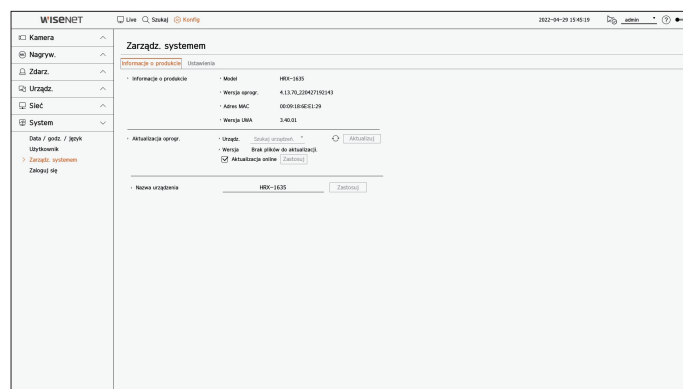 WISENET
Live Szukaj Konfig 2022-04-29 15:45:19 admin ?
Kamera
Nagryw.
Zdarz.
Urządz.
Sieć
System
Data / godz. / język
Użytkownik
> Zarządz. systemem
Zaloguj się
Zarządz. systemem
Informacje o produkcie Ustawienia
• Informacje o produkcie • Model HRX-1635
• Wersja oprogr. 4.13.70_220427192143
• Adres MAC 00:09:18:6E:E1:29
• Wersja UWA 3.40.01
• Aktualizacja oprogr. • Urządz. Szukaj urządzeń. Aktualizuj
• Wersja Brak plików do aktualizacji.
Aktualizacja online Zastosuj
• Nazwa urządzenia HRX-1635 Zastosuj